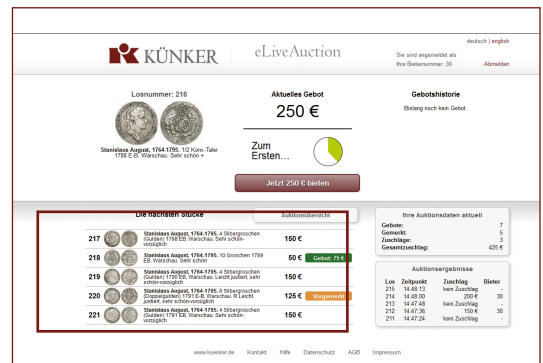 deutsch | english
KÜNKER
eLiveAuction
Sie sind angemeldet als
Ihre Bieternummer: 30
Abmelden
Losnummer: 216
Stanislaus August, 1764-1795. 1/2 Konv.-Taler
1788 E-B, Warschau. Sehr schön +
Aktuelles Gebot
250 €
Zum
Ersten...
Jetzt 250 € bieten
Gebotshistorie
Bislang noch kein Gebot.
Die nächsten Stücke
Auktionsübersicht
217 Stanislaus August, 1764-1795. 4 Silbergroschen
(Gulden) 1788 EB, Warschau. Sehr schön-
vorzüglich
150 €
218 Stanislaus August, 1764-1795. 10 Groschen 1799
EB, Warschau. Sehr schön
50 € Gebot: 75 €
219 Stanislaus August, 1764-1795. 4 Silbergroschen
(Gulden) 1790 EB, Warschau. Leicht justiert, sehr
schön-vorzüglich
150 €
220 Stanislaus August, 1764-1795. 8 Silbergroschen
(Doppelgulden) 1791 E-B, Warschau. R Leicht
justiert, sehr schön-vorzüglich
125 € Vorgemerkt
221 Stanislaus August, 1764-1795. 4 Silbergroschen
(Gulden) 1791 EB, Warschau. Sehr schön-
vorzüglich
150 €
Ihre Auktionsdaten aktuell
Gebote: 7
Gemerkt: 5
Zuschläge: 3
Gesamtzuschlag: 425 €
Auktionsergebnisse
Los Zeitpunkt Zuschlag Bieter
215 14:48:13 kein Zuschlag -
214 14:48:00 200 € 30
213 14:47:48 kein Zuschlag -
212 14:47:36 150 € 30
211 14:47:24 kein Zuschlag -
www.kuenker.de Kontakt Hilfe Datenschutz AGB Impressum